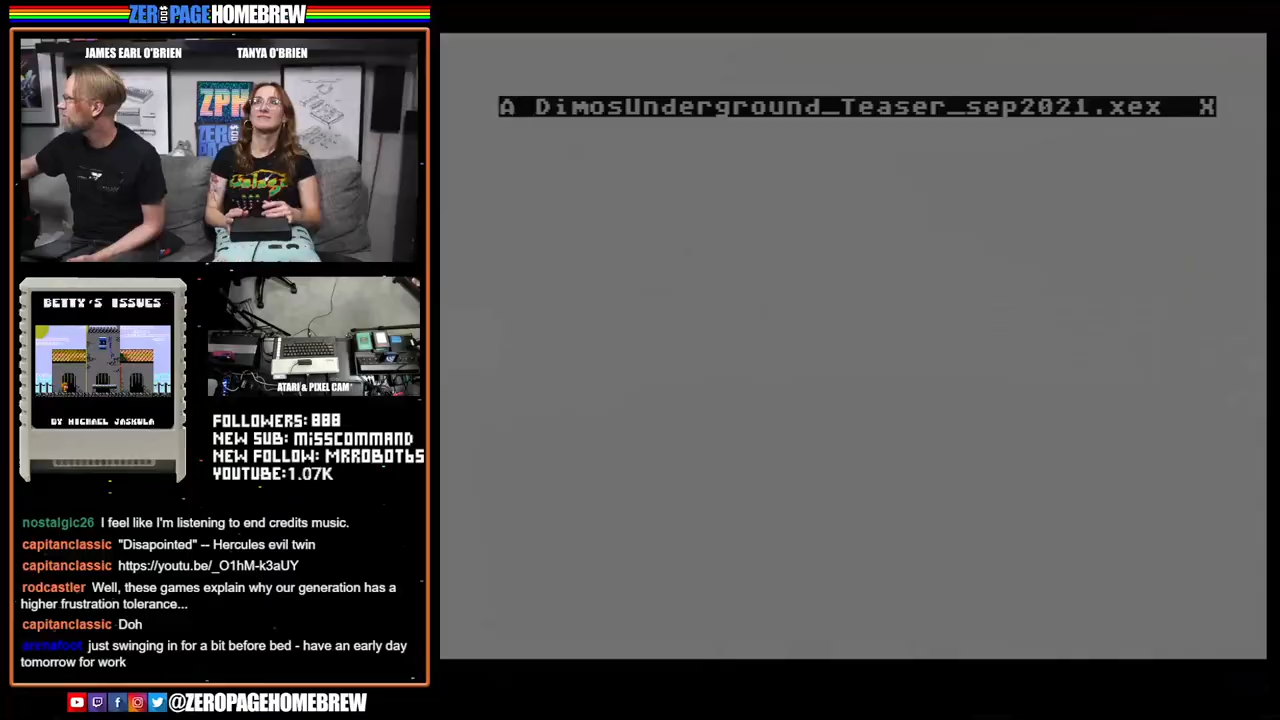 ZERO PAGE HOMEBREW
JAMES EARL O'BRIEN
TANYA O'BRIEN
ZPH
A DimosUnderground_Teaser_sep2021.xex X
BETTY'S ISSUES
BY MICHAEL JASKULA
ATARI & PIXEL CAM
FOLLOWERS: 888
NEW SUB: MISSCOMMAND
NEW FOLLOW: MRROBOT65
YOUTUBE:1.07K
nostalgic26 I feel like I'm listening to end credits music.
capitanclassic "Disapointed" -- Hercules evil twin
capitanclassic https://youtu.be/_O1hM-k3aUY
rodcastler Well, these games explain why our generation has a
higher frustration tolerance...
capitanclassic Doh
just swinging in for a bit before bed - have an early day
tomorrow for work
@ZEROPAGEHOMEBREW